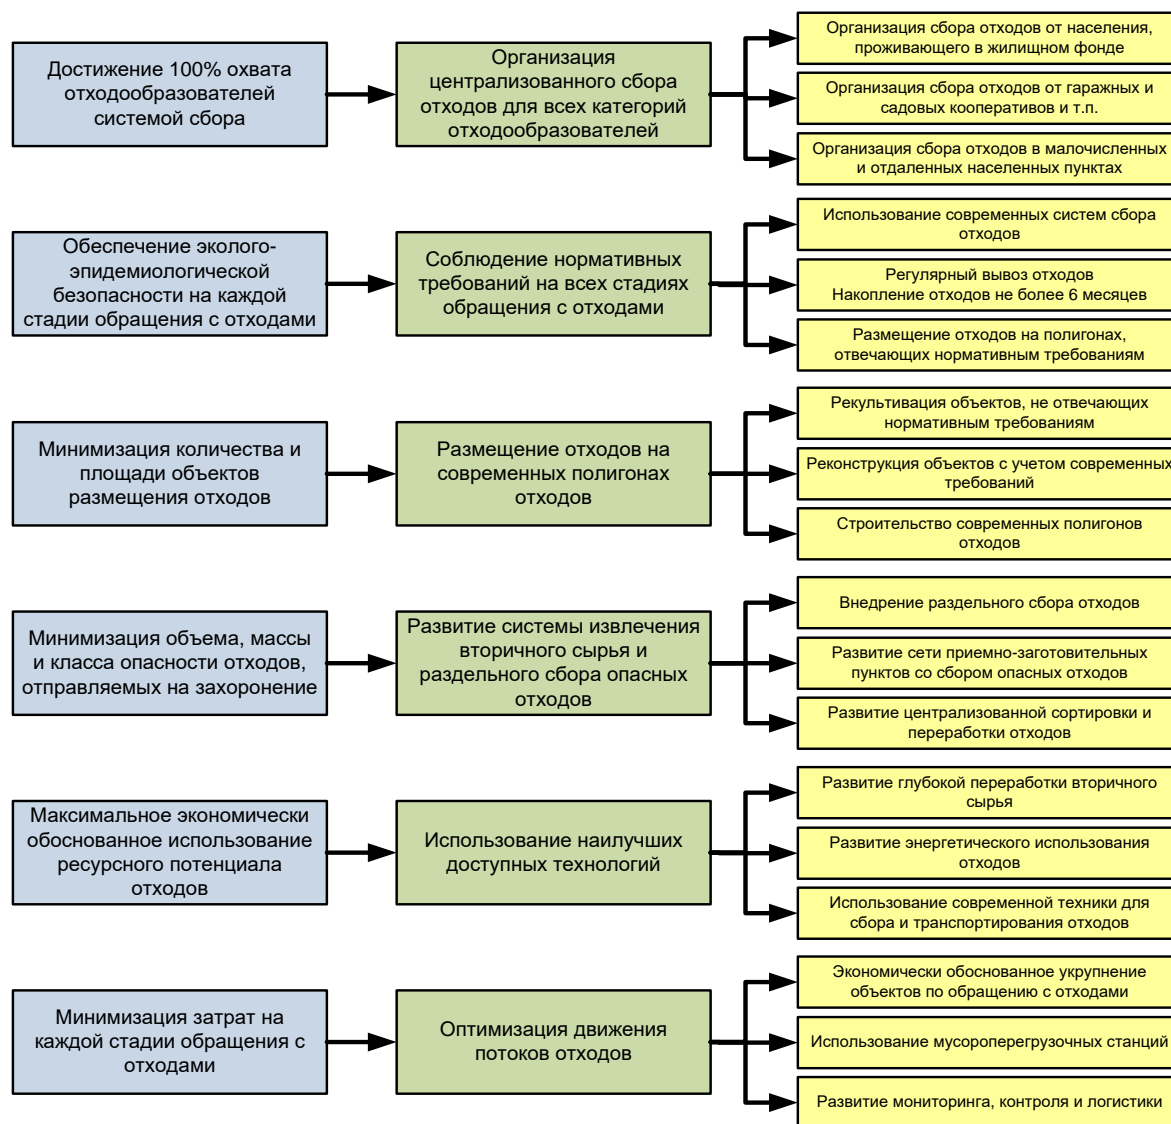 Достижение 100% охвата
отходообразователей
системой сбора
Организация
централизованного сбора
отходов для всех категорий
отходообразователей
Организация сбора отходов от населения,
проживающего в жилищном фонде
Организация сбора отходов от гаражных и
садовых кооперативов и т.п.
Организация сбора отходов в малочисленных
и отдаленных населенных пунктах
Обеспечение эколого-
эпидемиологической
безопасности на каждой
стадии обращения с отходами
Соблюдение нормативных
требований на всех стадиях
обращения с отходами
Использование современных систем сбора
отходов
Регулярный вывоз отходов
Накопление отходов не более 6 месяцев
Размещение отходов на полигонах,
отвечающих нормативным требованиям
Минимизация количества и
площади объектов
размещения отходов
Размещение отходов на
современных полигонах
отходов
Рекультивация объектов, не отвечающих
нормативным требованиям
Реконструкция объектов с учетом современных
требований
Строительство современных полигонов
отходов
Минимизация объема, массы
и класса опасности отходов,
отправляемых на захоронение
Развитие системы извлечения
вторичного сырья и
раздельного сбора опасных
отходов
Внедрение раздельного сбора отходов
Развитие сети приемно-заготовительных
пунктов со сбором опасных отходов
Развитие централизованной сортировки и
переработки отходов
Максимальное экономически
обоснованное использование
ресурсного потенциала
отходов
Использование наилучших
доступных технологий
Развитие глубокой переработки вторичного
сырья
Развитие энергетического использования
отходов
Использование современной техники для
сбора и транспортирования отходов
Минимизация затрат на
каждой стадии обращения с
отходами
Оптимизация движения
потоков отходов
Экономически обоснованное укрупнение
объектов по обращению с отходами
Использование мусороперегрузочных станций
Развитие мониторинга, контроля и логистики